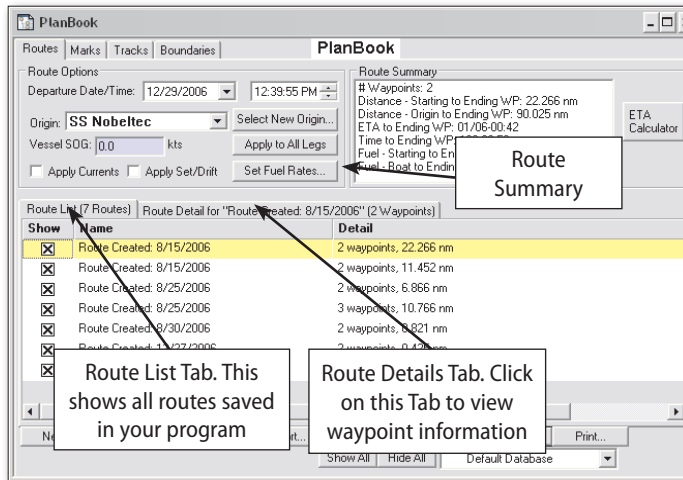 PlanBook
Routes Marks Tracks Boundaries PlanBook
Route Options
Departure Date/Time: 12/29/2006 12:39:55 PM
Origin: SS Nobeltec Select New Origin...
Vessel SOG: 0.0 kts Apply to All Legs
Apply Currents Apply Set/Drift Set Fuel Rates...
Route Summary
# Waypoints: 2
Distance - Starting to Ending WP: 22.266 nm
Distance - Origin to Ending WP: 90.025 nm
ETA to Ending WP: 01/06-00:42
Time to Ending WP:
Fuel - Starting to
Fuel - Boat to
ETA
Calculator
Route
Summary
Route List (7 Routes) Route Detail for "Route Created: 8/15/2006" (2 Waypoints)
Show Name Detail
Route Created: 8/15/2006 2 waypoints, 22.266 nm
Route Created: 8/15/2006 2 waypoints, 11.452 nm
Route Created: 8/25/2006 2 waypoints, 6.866 nm
Route Created: 8/25/2006 3 waypoints, 10.766 nm
Route Created: 8/30/2006 2 waypoints, 821 nm
Route Created: 2 waypoints,
Route List Tab. This
shows all routes saved
in your program
Route Details Tab. Click
on this Tab to view
waypoint information
Print...
Show All Hide All Default Database